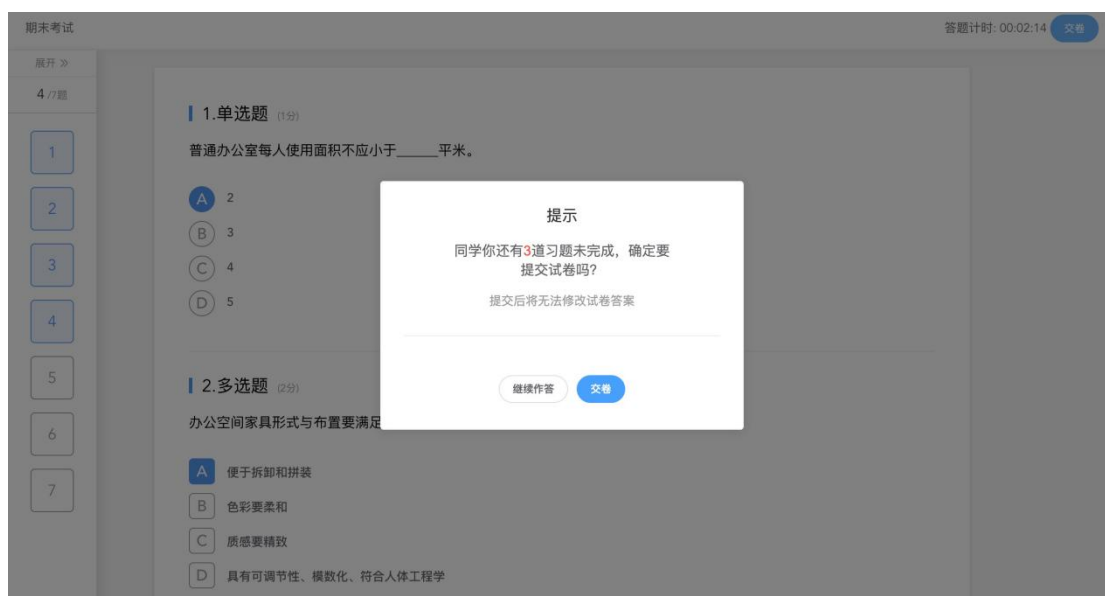 期末考试
答题计时: 00:02:14 交卷
展开 »
4 /7题
1
2
3
4
5
6
7
1.单选题 (1分)
普通办公室每人使用面积不应小于______平米。
A 2
B 3
C 4
D 5
2.多选题 (2分)
办公空间家具形式与布置要满足
A 便于拆卸和拼装
B 色彩要柔和
C 质感要精致
D 具有可调节性、模数化、符合人体工程学
提示
同学你还有3道习题未完成，确定要
提交试卷吗?
提交后将无法修改试卷答案
继续作答 交卷